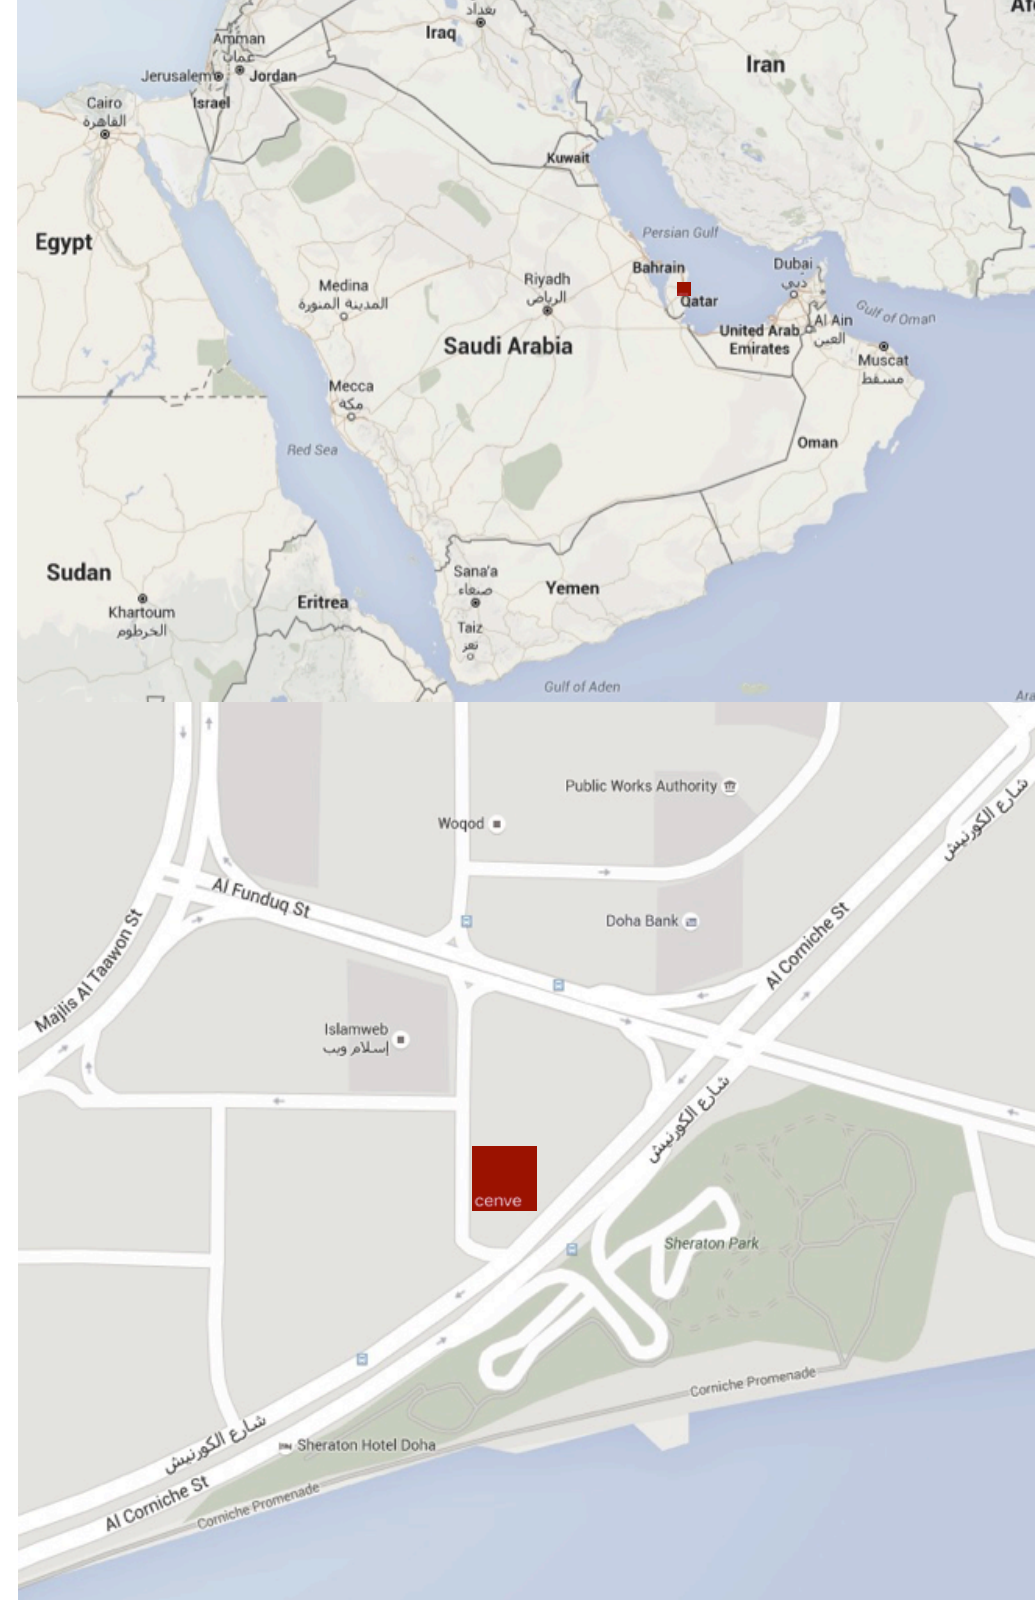 Af
بغداد
Iraq
Amman
عمان
Iran
Jerusalem
Jordan
Cairo
القاهرة
Israel
Kuwait
Persian Gulf
Egypt
Bahrain
Dubai
دبي
Medina
المدينة المنورة
Riyadh
الرياض
Qatar
Gulf of Oman
United Arab
Emirates
Al Ain
العين
Saudi Arabia
Muscat
مسقط
Mecca
مكة
Red Sea
Oman
Sudan
Sana'a
صنعاء
Yemen
Khartoum
الخرطوم
Eritrea
Taiz
تعز
Gulf of Aden
Ara
Public Works Authority
شارع الكورنيش
Woqod
Al Funduq St
Doha Bank
Al Corniche St
Majlis Al Taawon St
Islamweb
إسلام ويب
شارع الكورنيش
cenve
Sheraton Park
Corniche Promenade
شارع الكورنيش
Sheraton Hotel Doha
Al Corniche St
Corniche Promenade